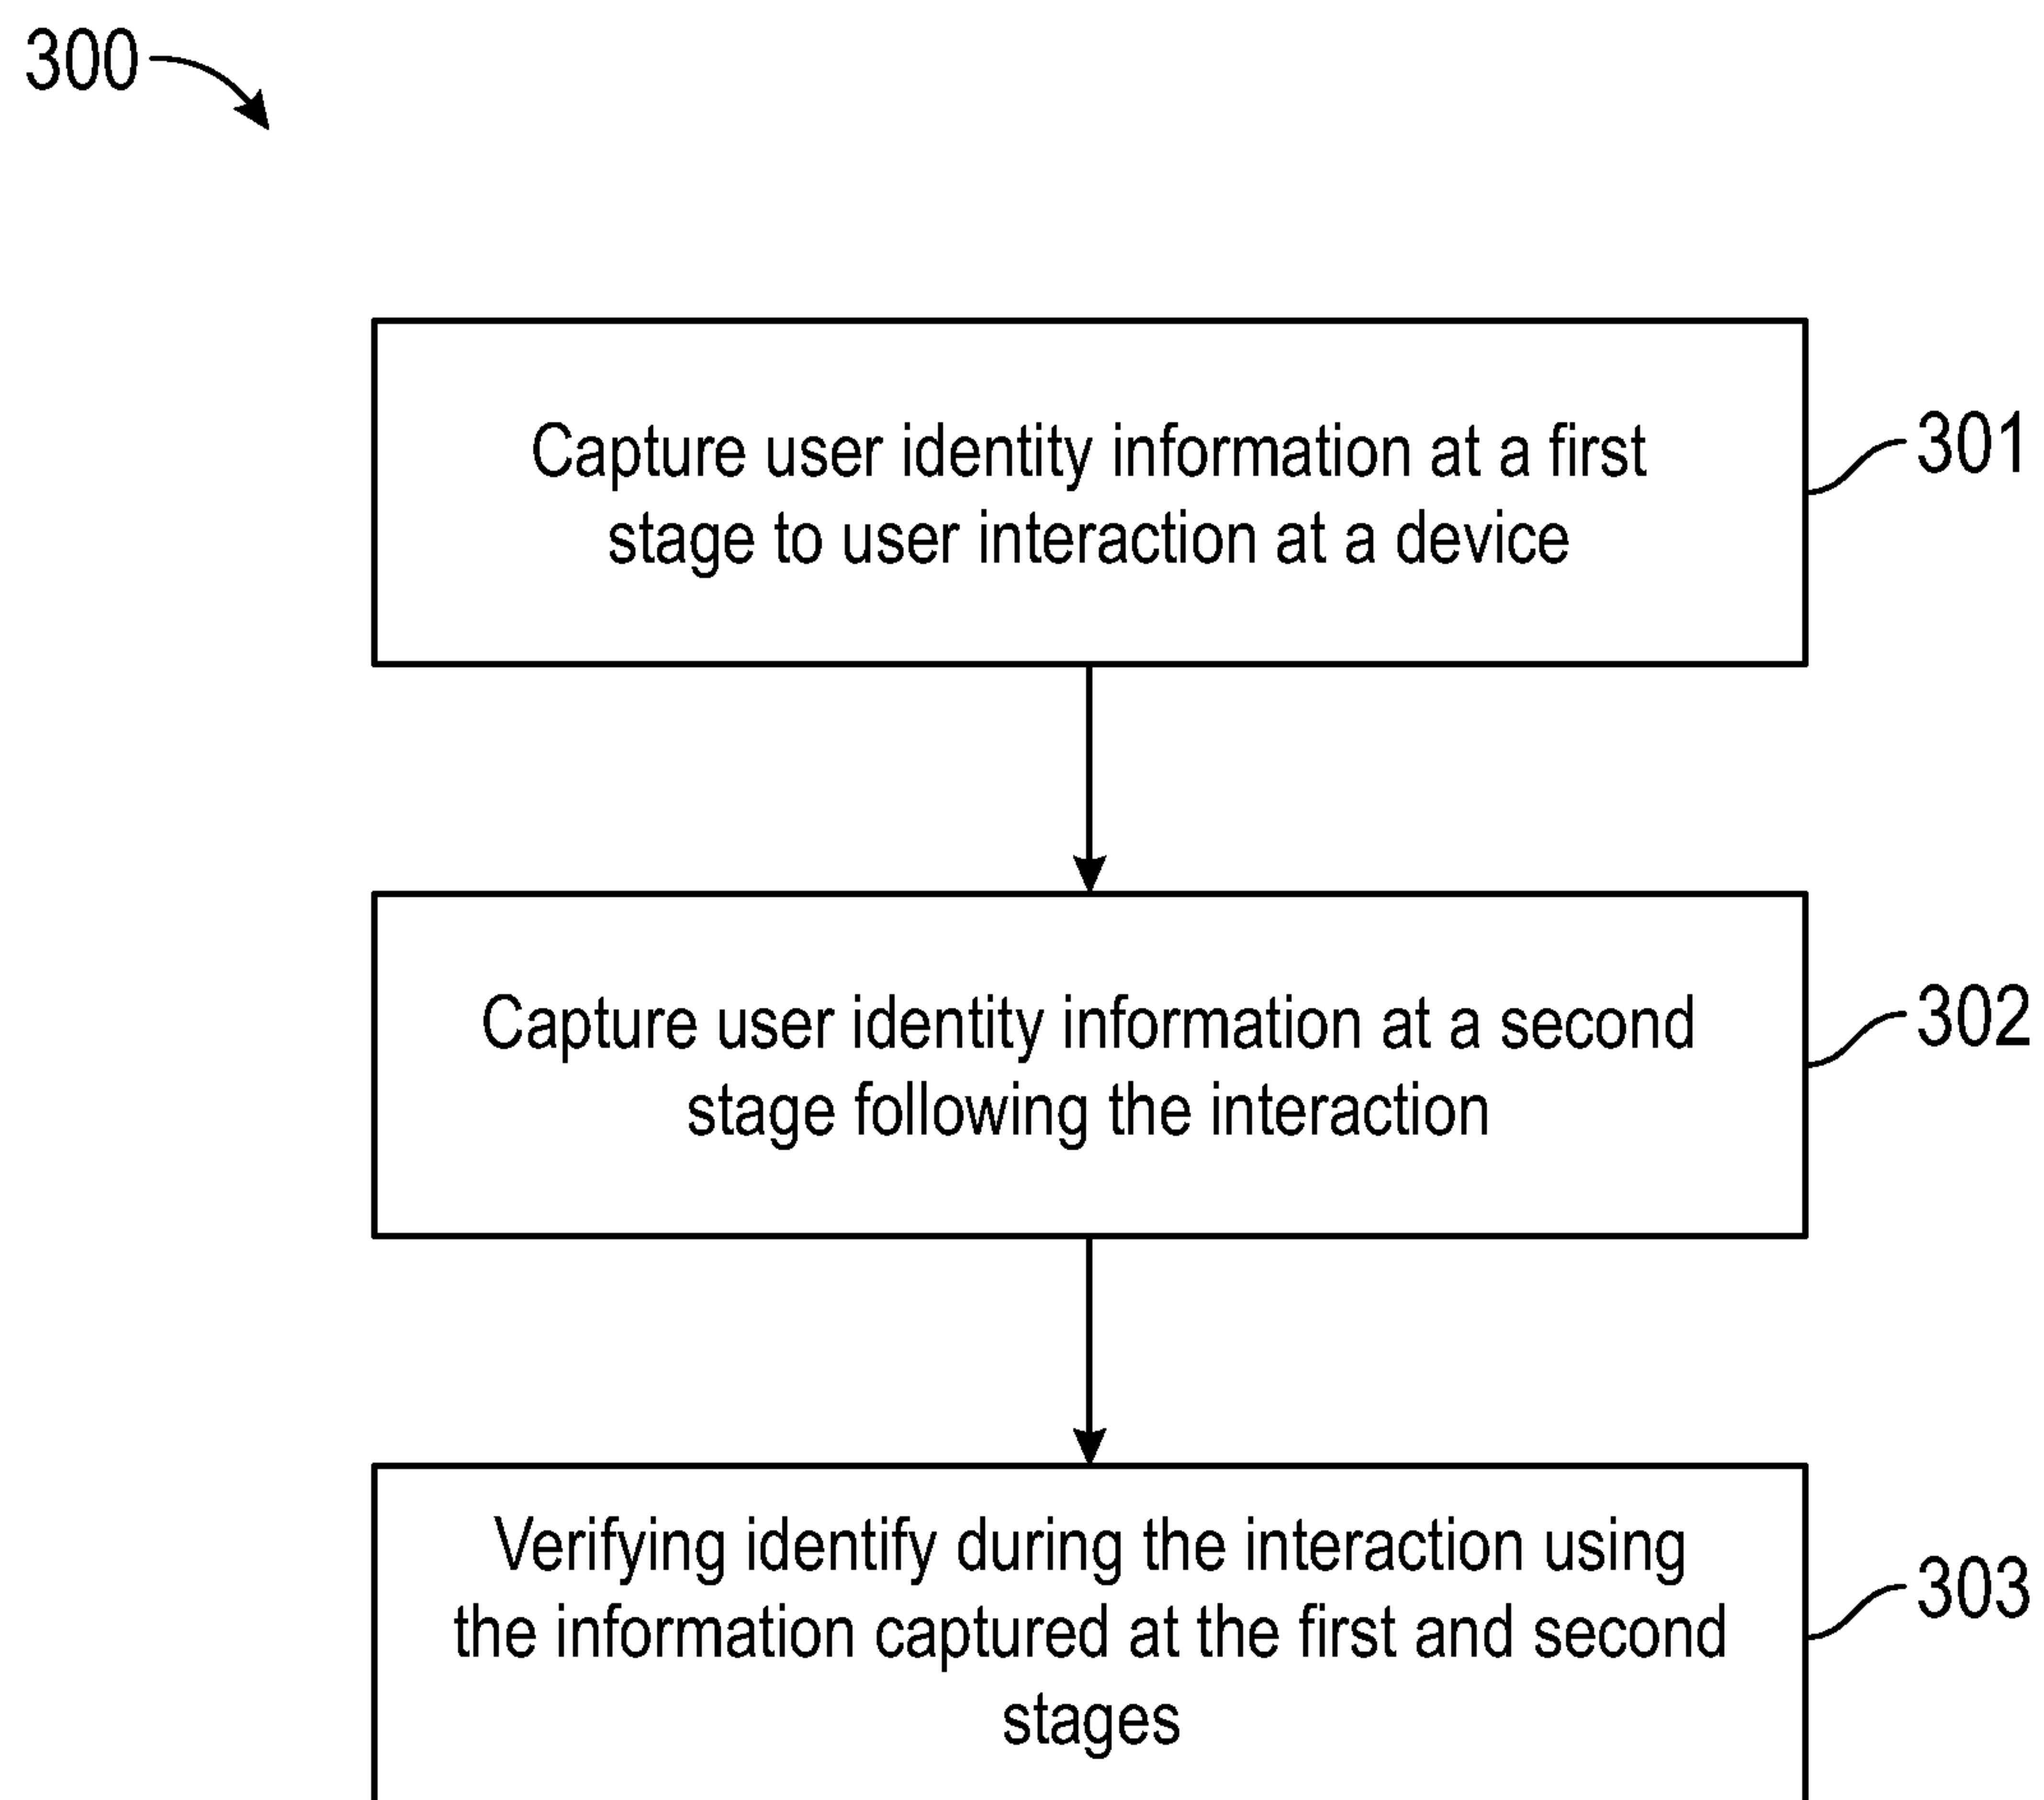 300
Capture user identity information at a first
stage to user interaction at a device
301
Capture user identity information at a second
stage following the interaction
302
Verifying identify during the interaction using
the information captured at the first and second
stages
303